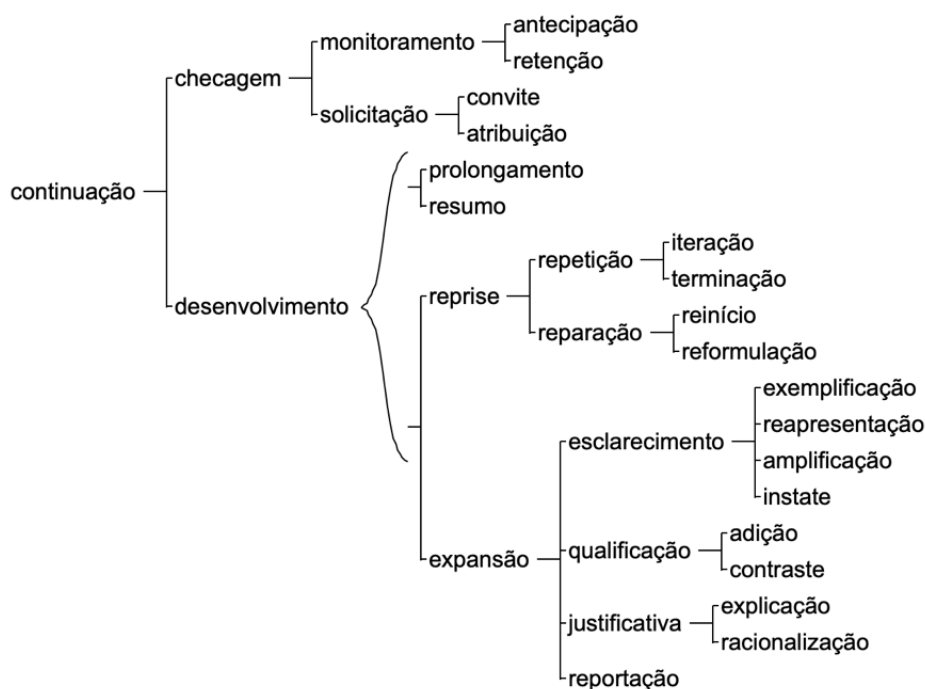 antecipação
monitoramento
retenção
checagem
convite
solicitação
atribuição
prolongamento
continuação
resumo
iteração
repetição
terminação
desenvolvimento
reprise
reinício
reparação
reformulação
exemplificação
reapresentação
esclarecimento
amplificação
instate
adição
expansão
qualificação
contraste
explicação
justificativa
racionalização
reportação